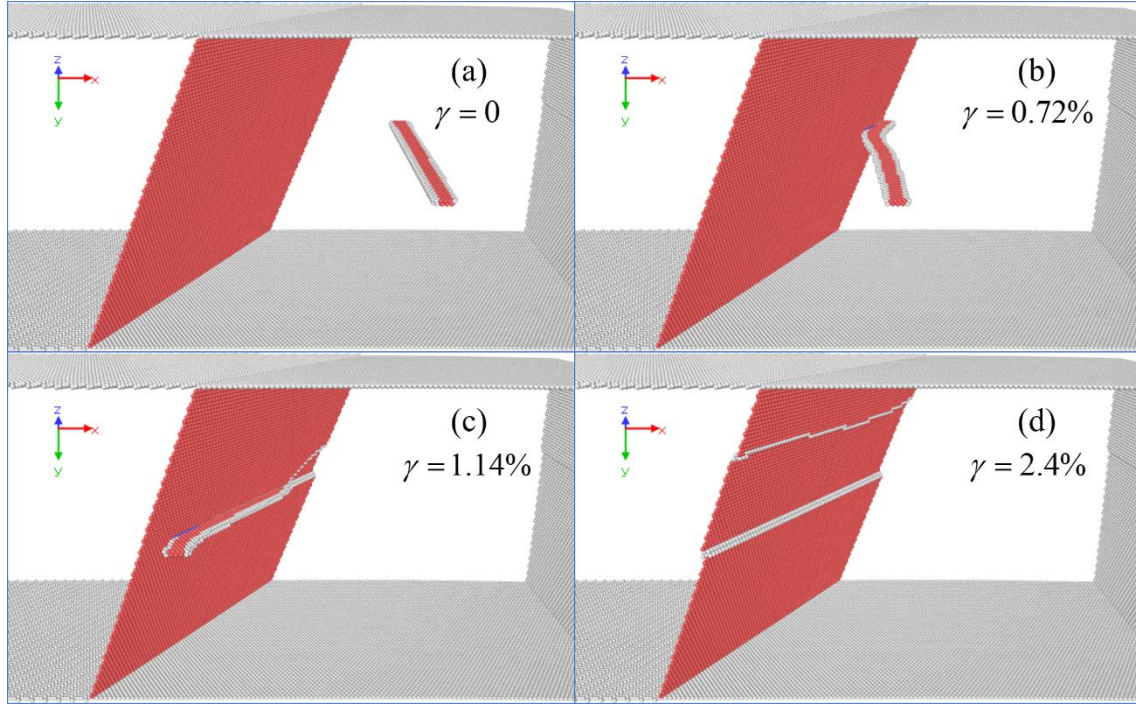 (a)
γ = 0
z
x
y
(b)
γ = 0.72%
z
x
y
(c)
γ = 1.14%
z
x
y
(d)
γ = 2.4%
z
x
y